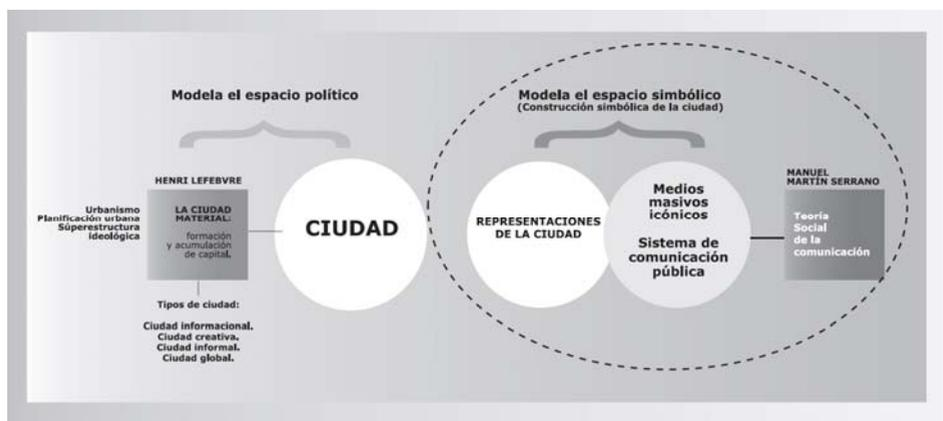 Modela el espacio político
HENRI LEFEBVRE
Urbanismo
Planificación urbana
Súperestructura
ideológica
LA CIUDAD
MATERIAL:
formación
y acumulación
de capital.
Tipos de ciudad:
Ciudad informacional.
Ciudad creativa.
Ciudad informal.
Ciudad global.
CIUDAD
Modela el espacio simbólico
(Construcción simbólica de la ciudad)
REPRESENTACIONES
DE LA CIUDAD
Medios
masivos
icónicos
Sistema de
comunicación
pública
MANUEL
MARTÍN SERRANO
Teoría
Social
de la
comunicación